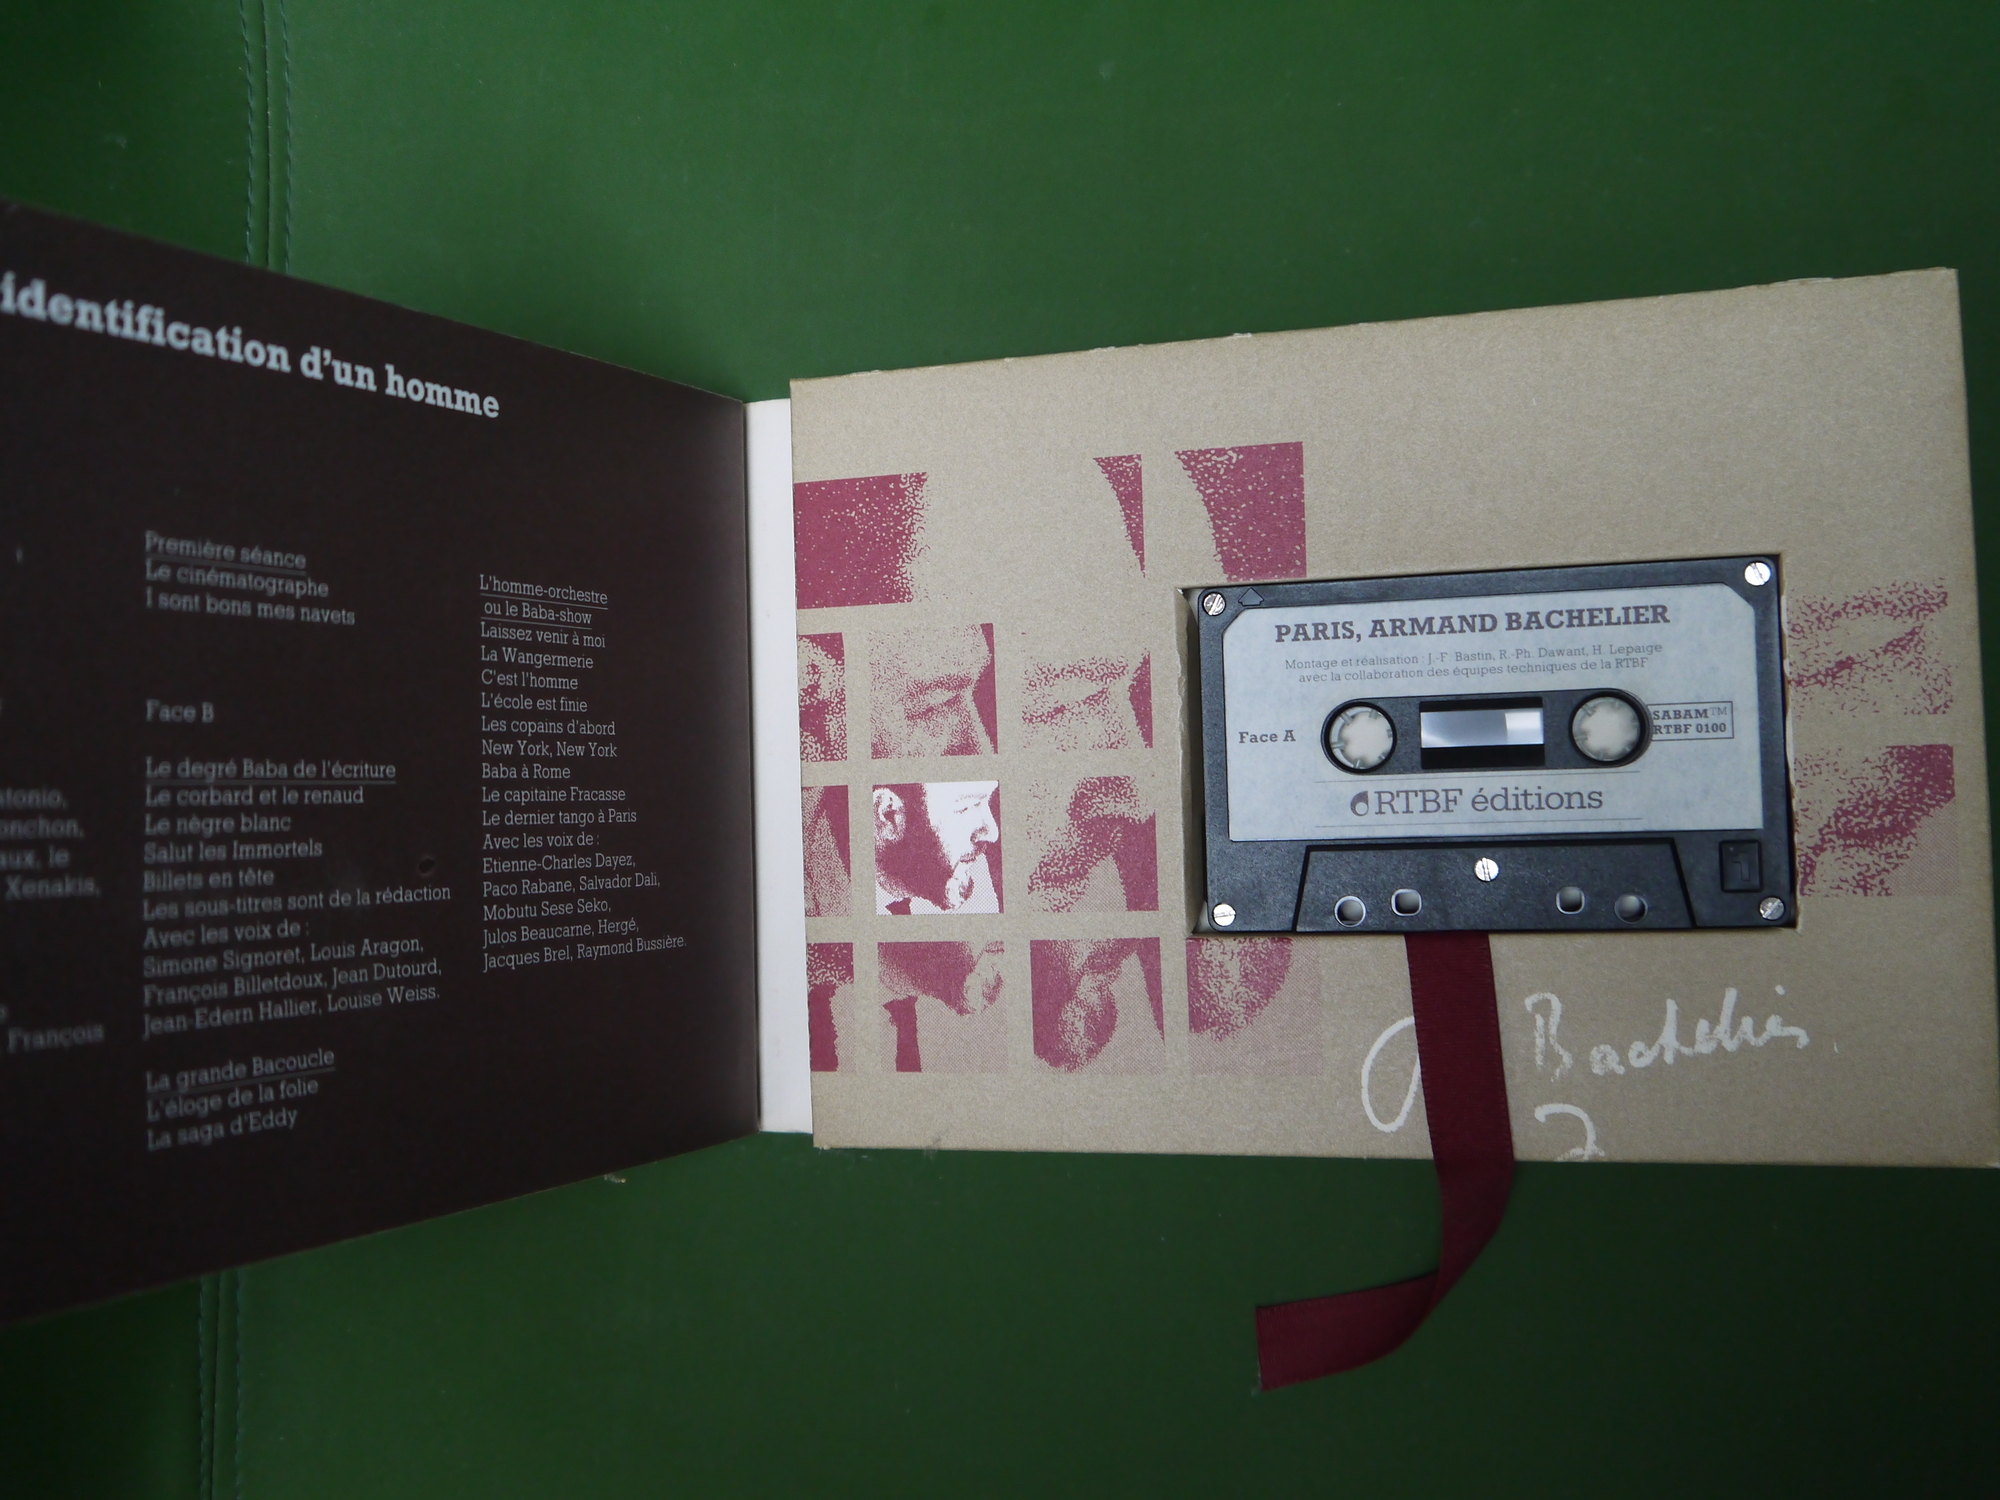 identification d'un homme
Première séance
Le cinématographe
I sont bons mes navets
Face B
Le degré Baba de l'écriture
Le corbard et le renaud
Le nègre blanc
Salut les Immortels
Billets en tête
Les sous-titres sont de la rédaction
Avec les voix de :
Simone Signoret, Louis Aragon,
François Billetdoux, Jean Dutourd,
Jean-Edern Hallier, Louise Weiss.
La grande Bacoucle
L'éloge de la folie
La saga d'Eddy
le
Xenakis,
François
L'homme-orchestre
ou le Baba-show
Laissez venir à moi
La Wangermerie
C'est l'homme
L'école est finie
Les copains d'abord
New York, New York
Baba à Rome
Le capitaine Fracasse
Le dernier tango à Paris
Avec les voix de :
Etienne-Charles Dayez,
Paco Rabane, Salvador Dali,
Mobutu Sese Seko,
Julos Beaucarne, Hergé,
Jacques Brel, Raymond Bussière.
PARIS, ARMAND BACHELIER
Montage et réalisation : J.-F. Bastin, R.-Ph. Dawant, H. Lepaige
avec la collaboration des équipes techniques de la RTBF
Face A
SABAM™
RTBF 0100
RTBF éditions
Bachelier